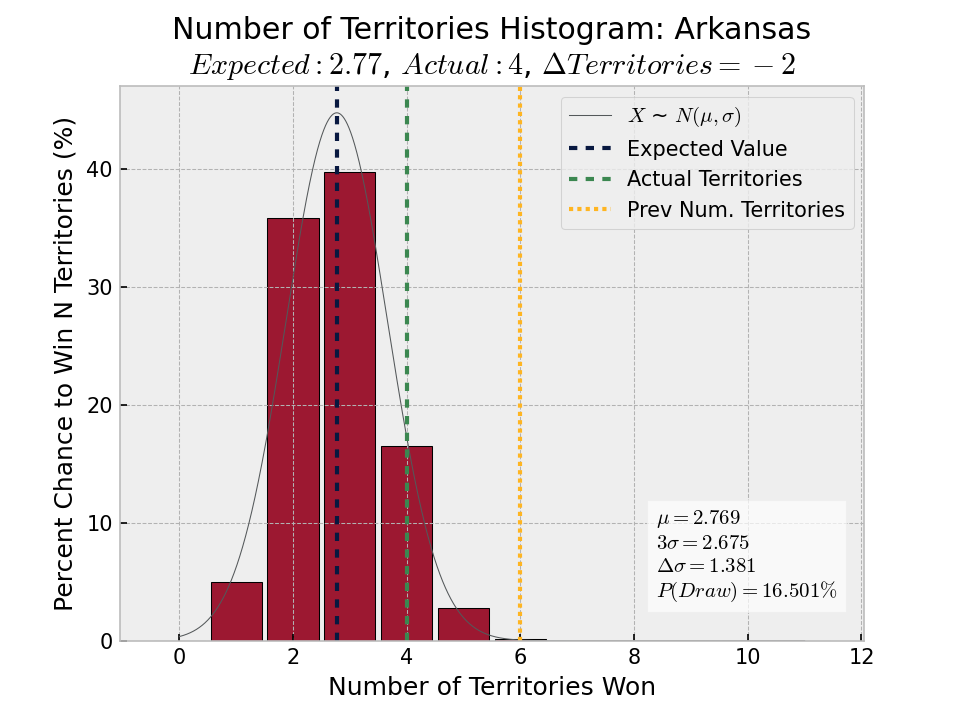 Number of Territories Histogram: Arkansas
Expected : 2.77, Actual : 4, ΔTerritories = − 2
X ~ N(μ, σ)
Expected Value
Actual Territories
Prev Num. Territories
Percent Chance to Win N Territories (%)
40
30
20
10
0
μ = 2.769
3σ = 2.675
Δσ = 1.381
P(Draw) = 16.501%
0 2 4 6 8 10 12
Number of Territories Won